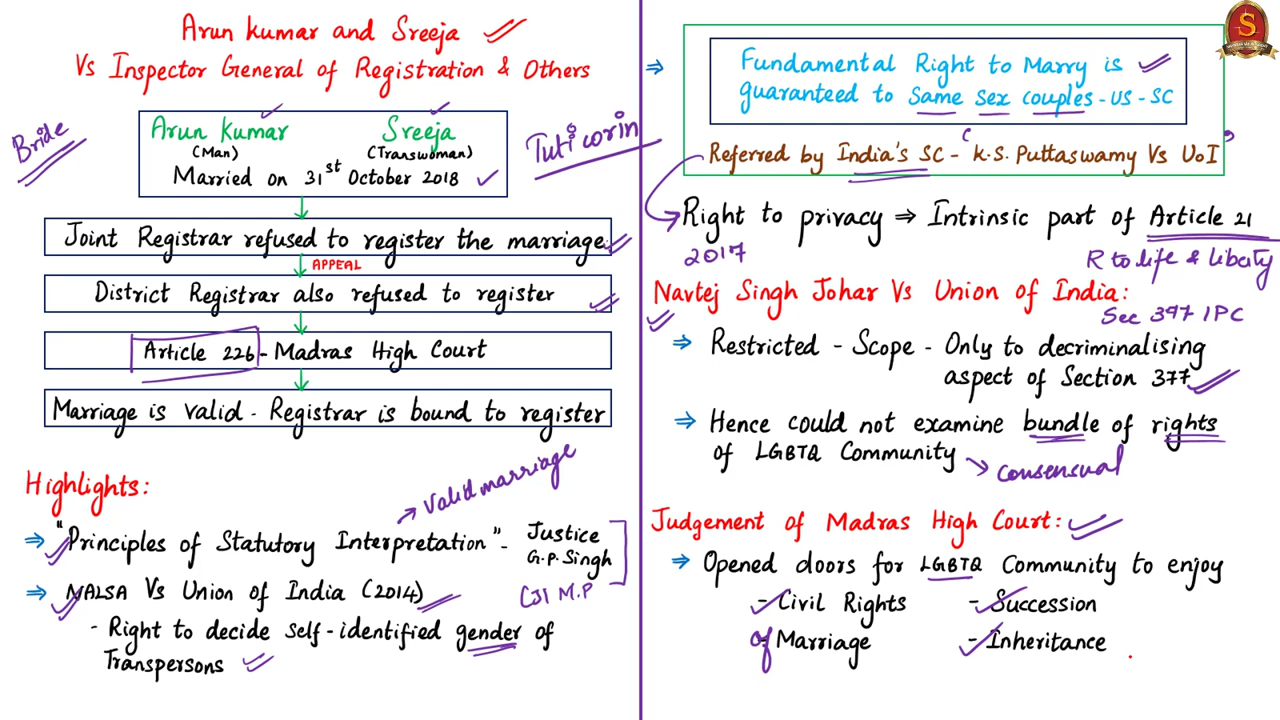 Arun kumar and Sreeja
Vs Inspector General of Registration & Others
Bride
Arun Kumar Sreeja
(Man) (Transwoman)
Married on 31st October 2018
Tuticorin
Joint Registrar refused to register the marriage
APPEAL
District Registrar also refused to register
Article 226 - Madras High Court
Marriage is valid - Registrar is bound to register
Highlights:
valid marriage
⇒ "Principles of Statutory Interpretation" - Justice
G.P. Singh
CJI M.P
⇒ NALSA Vs Union of India (2014)
- Right to decide self-identified gender of
Transpersons
⇒ Fundamental Right to Marry is
guaranteed to Same Sex couples - US - SC
Referred by India's SC - 'K.S. Puttaswamy Vs UoI'
Right to privacy ⇒ Intrinsic part of Article 21
2017
R to life & liberty
Navtej Singh Johar Vs Union of India:
Sec 397 IPC
⇒ Restricted - Scope - Only to decriminalising
aspect of Section 377
⇒ Hence could not examine bundle of rights
of LGBTQ Community
consensual
Judgement of Madras High Court:
⇒ Opened doors for LGBTQ Community to enjoy
- Civil Rights - Succession
of Marriage - Inheritance